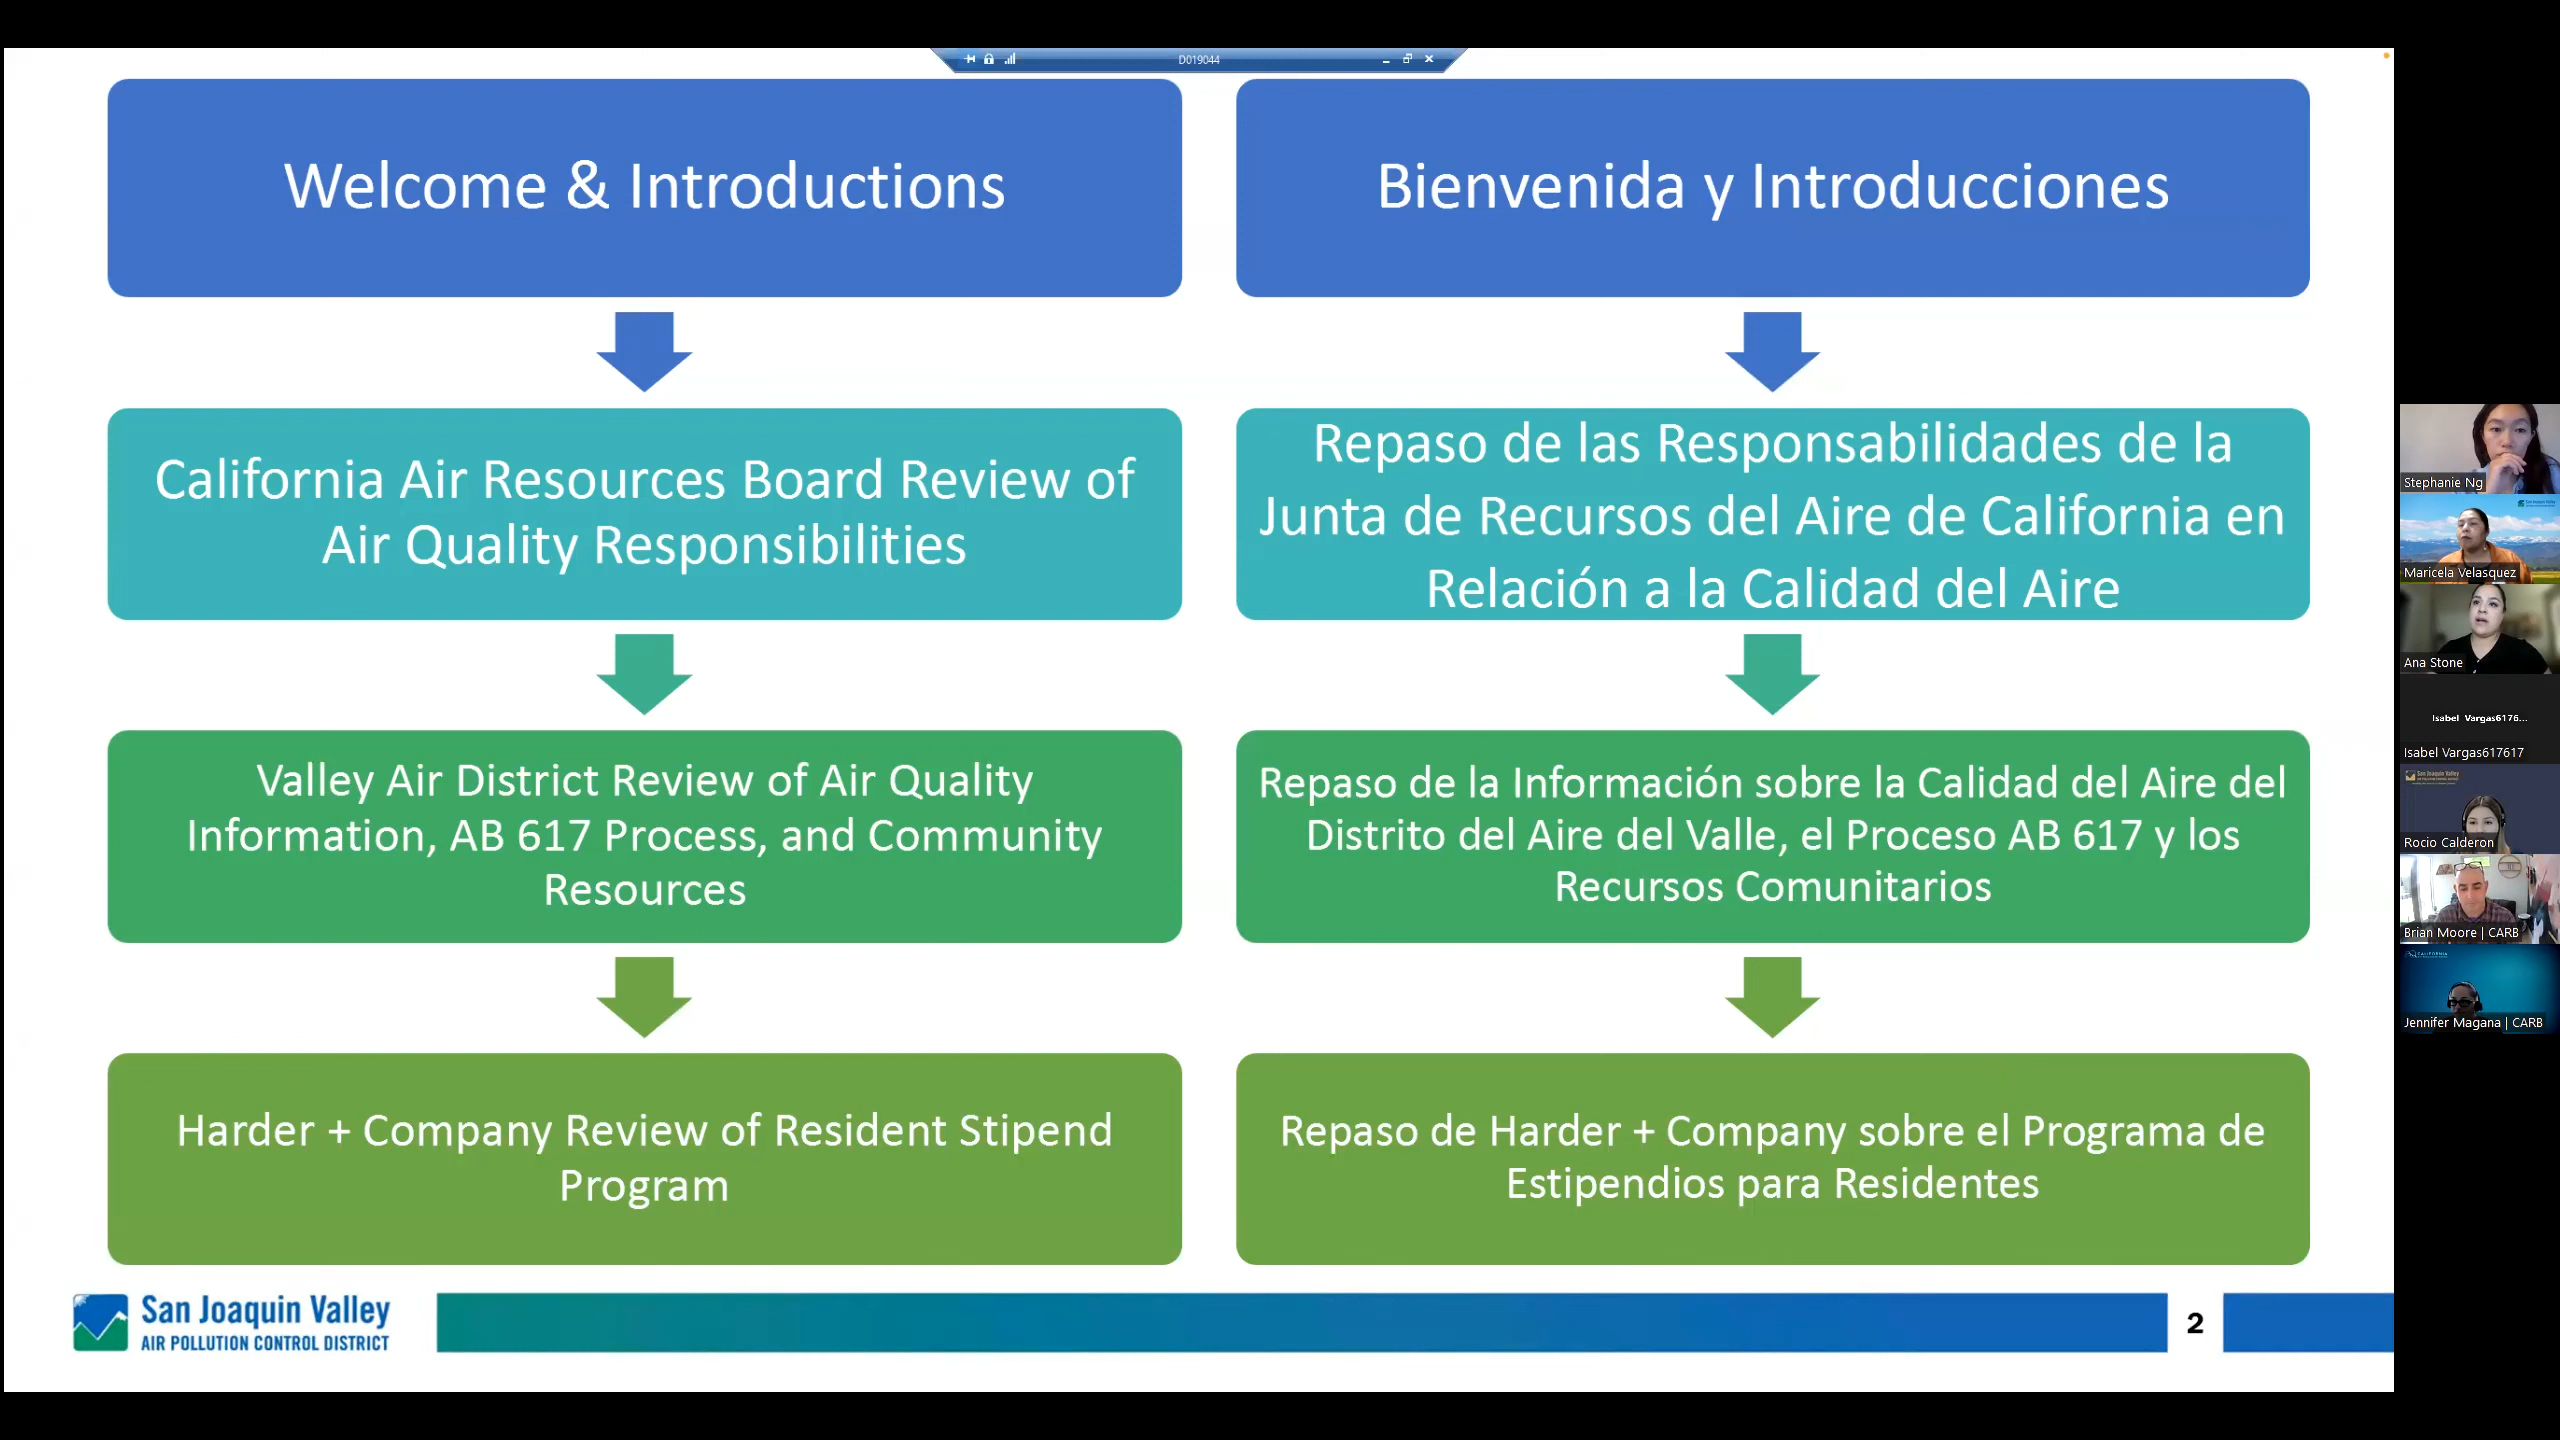 D019044
Welcome & Introductions
California Air Resources Board Review of
Air Quality Responsibilities
Valley Air District Review of Air Quality
Information, AB 617 Process, and Community
Resources
Harder + Company Review of Resident Stipend
Program
Bienvenida y Introducciones
Repaso de las Responsabilidades de la
Junta de Recursos del Aire de California en
Relación a la Calidad del Aire
Repaso de la Información sobre la Calidad del Aire del
Distrito del Aire del Valle, el Proceso AB 617 y los
Recursos Comunitarios
Repaso de Harder + Company sobre el Programa de
Estipendios para Residentes
San Joaquin Valley
AIR POLLUTION CONTROL DISTRICT
2
Stephanie Ng
Maricela Velasquez
Ana Stone
Isabel Vargas6176...
Isabel Vargas617617
San Joaquin Valley
Rocio Calderon
Brian Moore | CARB
CALIFORNIA
Jennifer Magana | CARB